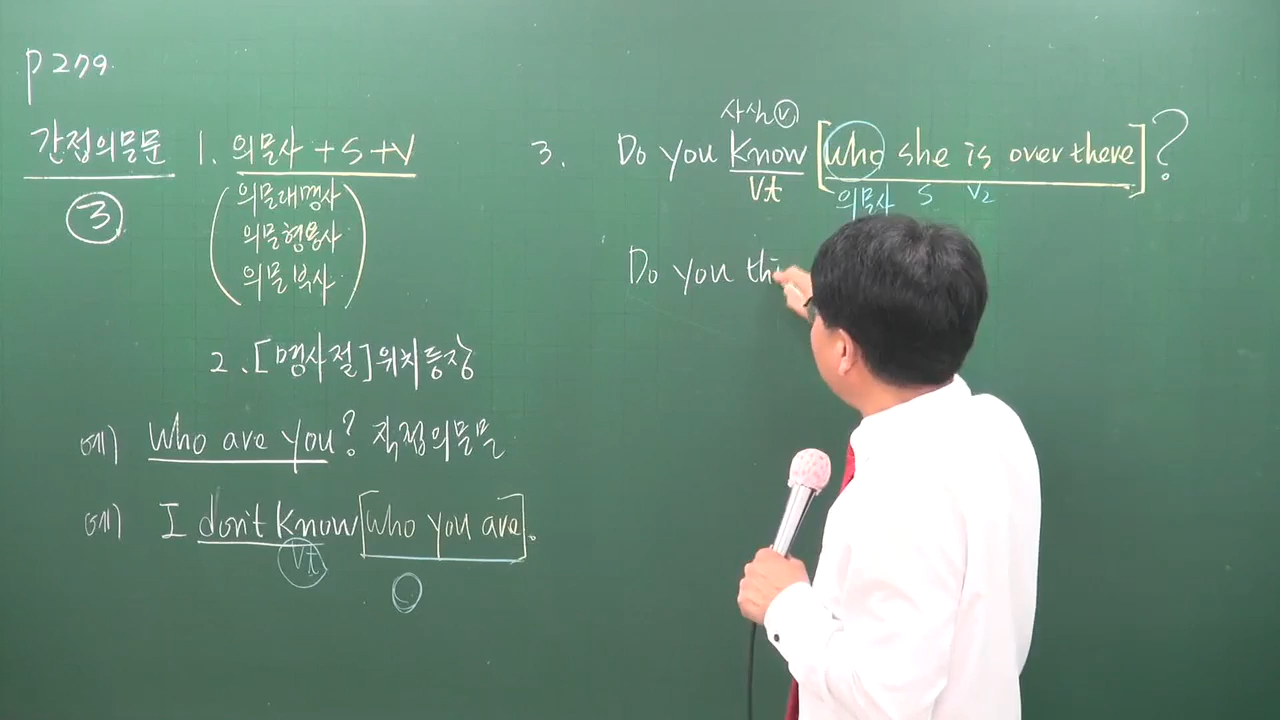 p 279.
간접의문문 1. 의문사 + S + V
③
(의문대명사
의문형용사
의문부사)
2. [명사절] 위치등장
예) Who are you? 직접의문문
예) I don't know [who you are].
Vt
사실 ⓥ
3. Do you know [who she is over there]?
Vt 의문사 S V2
Do you thi